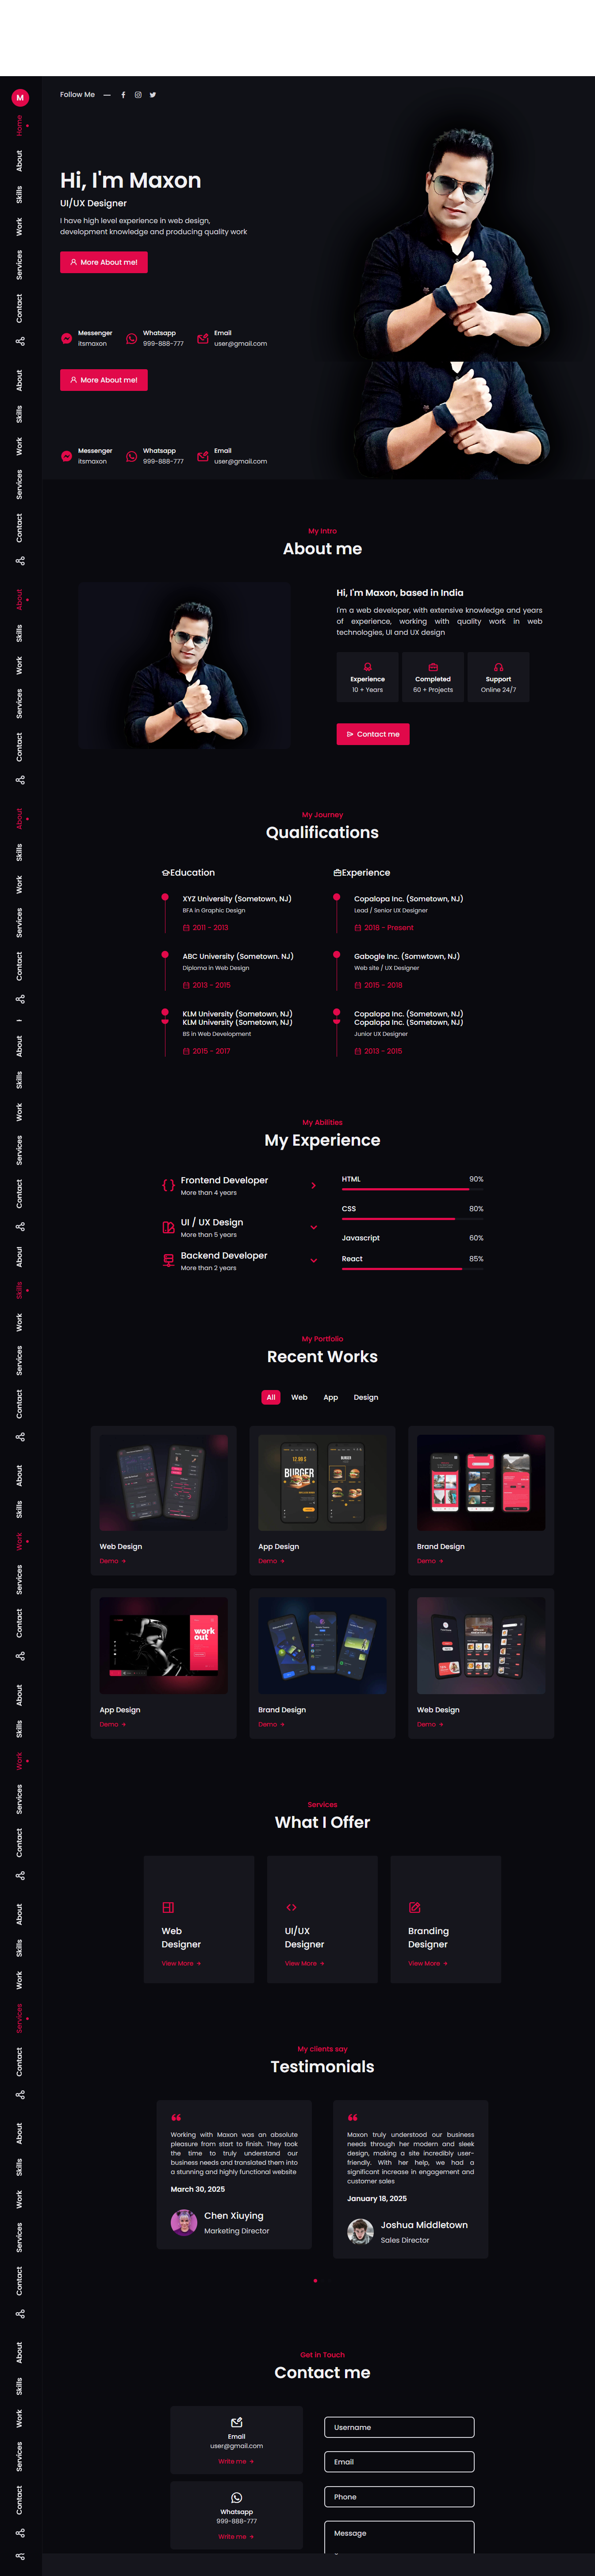 M
Home
About
Skills
Work
Services
Contact
About
Skills
Work
Services
Contact
About
Skills
Work
Services
Contact
About
Skills
Work
Services
Contact
About
Skills
Work
Services
Contact
About
Skills
Work
Services
Contact
About
Skills
Work
Services
Contact
About
Skills
Work
Services
Contact
About
Skills
Work
Services
Contact
About
Skills
Work
Services
Contact
About
Skills
Work
Services
Contact
Follow Me
Hi, I'm Maxon
UI/UX Designer
I have high level experience in web design,
development knowledge and producing quality work
More About me!
Messenger Whatsapp Email
itsmaxon 999-888-777 user@gmail.com
More About me!
Messenger Whatsapp Email
itsmaxon 999-888-777 user@gmail.com
My Intro
About me
Hi, I'm Maxon, based in India
I'm a web developer, with extensive knowledge and years
of experience, working with quality work in web
technologies, UI and UX design
Experience Completed Support
10 + Years 60 + Projects Online 24/7
Contact me
My Journey
Qualifications
Education
XYZ University (Sometown, NJ)
BFA in Graphic Design
2011 - 2013
ABC University (Sometown. NJ)
Diploma in Web Design
2013 - 2015
KLM University (Sometown, NJ)
KLM University (Sometown, NJ)
BS in Web Development
2015 - 2017
Experience
Copalopa Inc. (Sometown, NJ)
Lead / Senior UX Designer
2018 - Present
Gabogle Inc. (Somwtown, NJ)
Web site / UX Designer
2015 - 2018
Copalopa Inc. (Sometown, NJ)
Copalopa Inc. (Sometown, NJ)
Junior UX Designer
2013 - 2015
My Abilities
My Experience
Frontend Developer
More than 4 years
UI / UX Design
More than 5 years
Backend Developer
More than 2 years
HTML 90%
CSS 80%
Javascript 60%
React 85%
My Portfolio
Recent Works
All Web App Design
BURGER
Web Design
Demo
App Design
Demo
Brand Design
Demo
work
out
App Design
Demo
Brand Design
Demo
Web Design
Demo
Services
What I Offer
Web
Designer
View More
UI/UX
Designer
View More
Branding
Designer
View More
My clients say
Testimonials
Working with Maxon was an absolute
pleasure from start to finish. They took
the time to truly understand our
business needs and translated them into
a stunning and highly functional website
March 30, 2025
Chen Xiuying
Marketing Director
Maxon truly understood our business
needs through her modern and sleek
design, making a site incredibly user-
friendly. With her help, we had a
significant increase in engagement and
customer sales
January 18, 2025
Joshua Middletown
Sales Director
Get in Touch
Contact me
Email
user@gmail.com
Write me
Whatsapp
999-888-777
Write me
Username
Email
Phone
Message